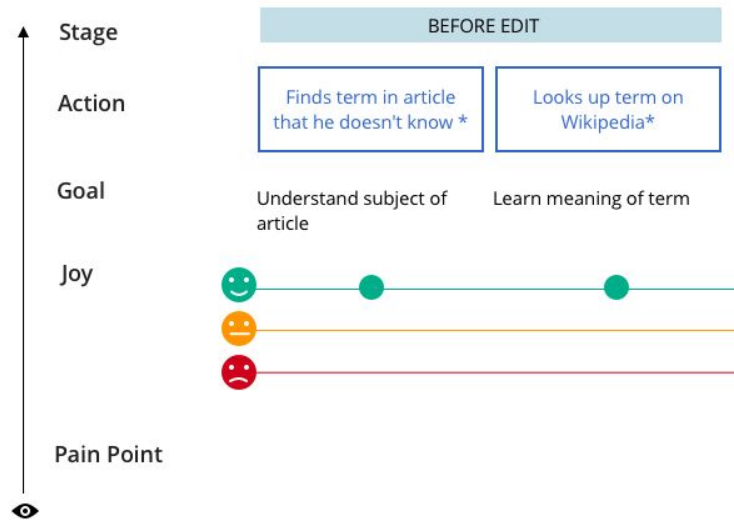 Stage
BEFORE EDIT
Action
Finds term in article
that he doesn't know *
Looks up term on
Wikipedia*
Goal
Understand subject of
article
Learn meaning of term
Joy
Pain Point